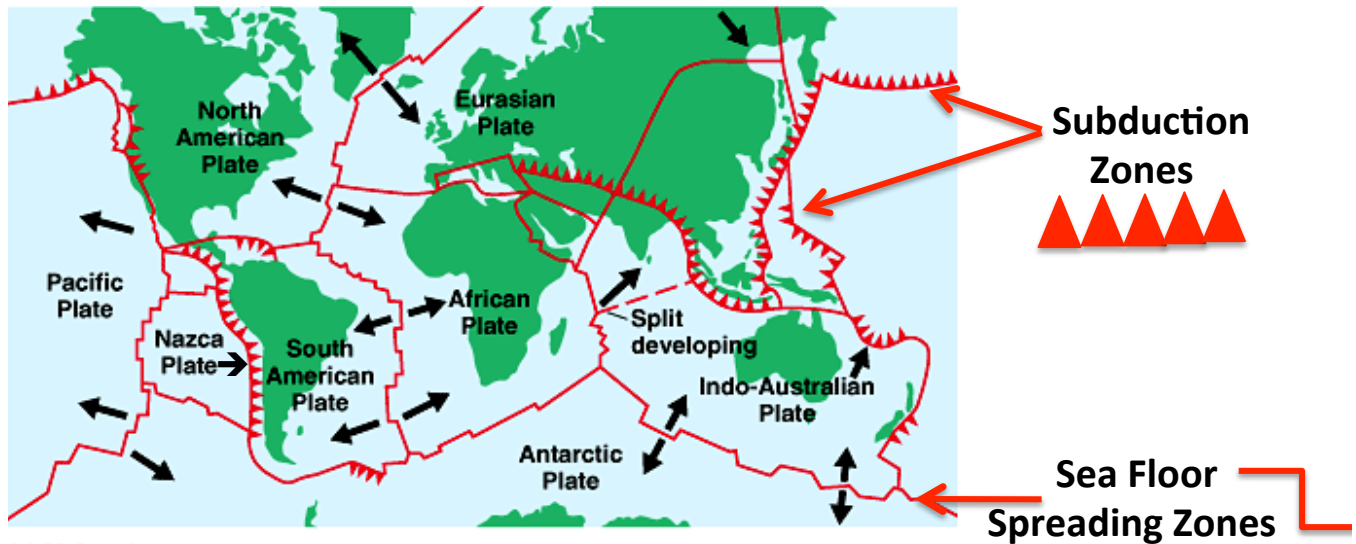 North
American
Plate
Eurasian
Plate
Pacific
Plate
Nazca
Plate
South
American
Plate
African
Plate
Split
developing
Indo-Australian
Plate
Antarctic
Plate
Subduction
Zones
Sea Floor
Spreading Zones